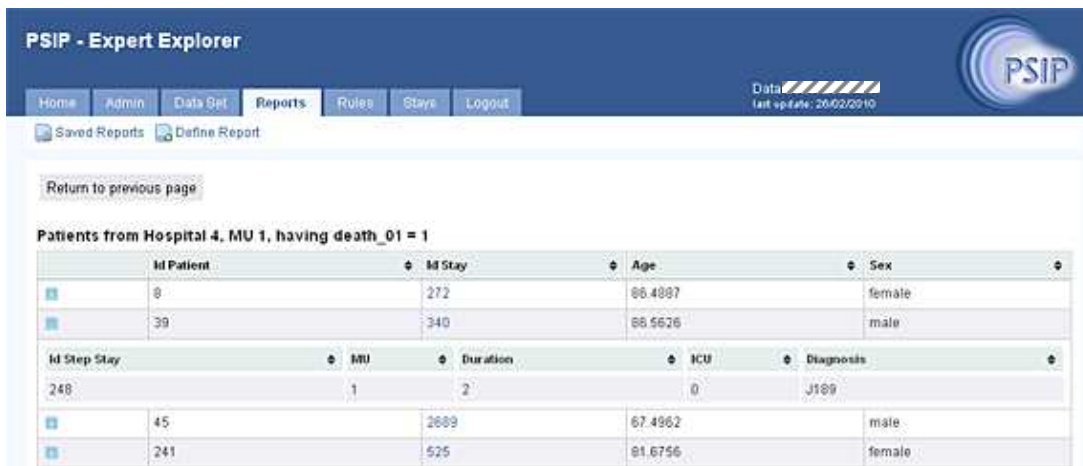 PSIP - Expert Explorer
PSIP
Home Admin Data Set Reports Rules Stays Logout
Data
last update: 26/02/2010
Saved Reports Define Report
Return to previous page
Patients from Hospital 4, MU 1, having death_01 = 1
Id Patient Id Stay Age Sex
8 272 86.4887 female
39 340 86.5626 male
Id Step Stay MU Duration ICU Diagnosis
248 1 2 0 J189
45 2689 67.4962 male
241 525 81.6756 female